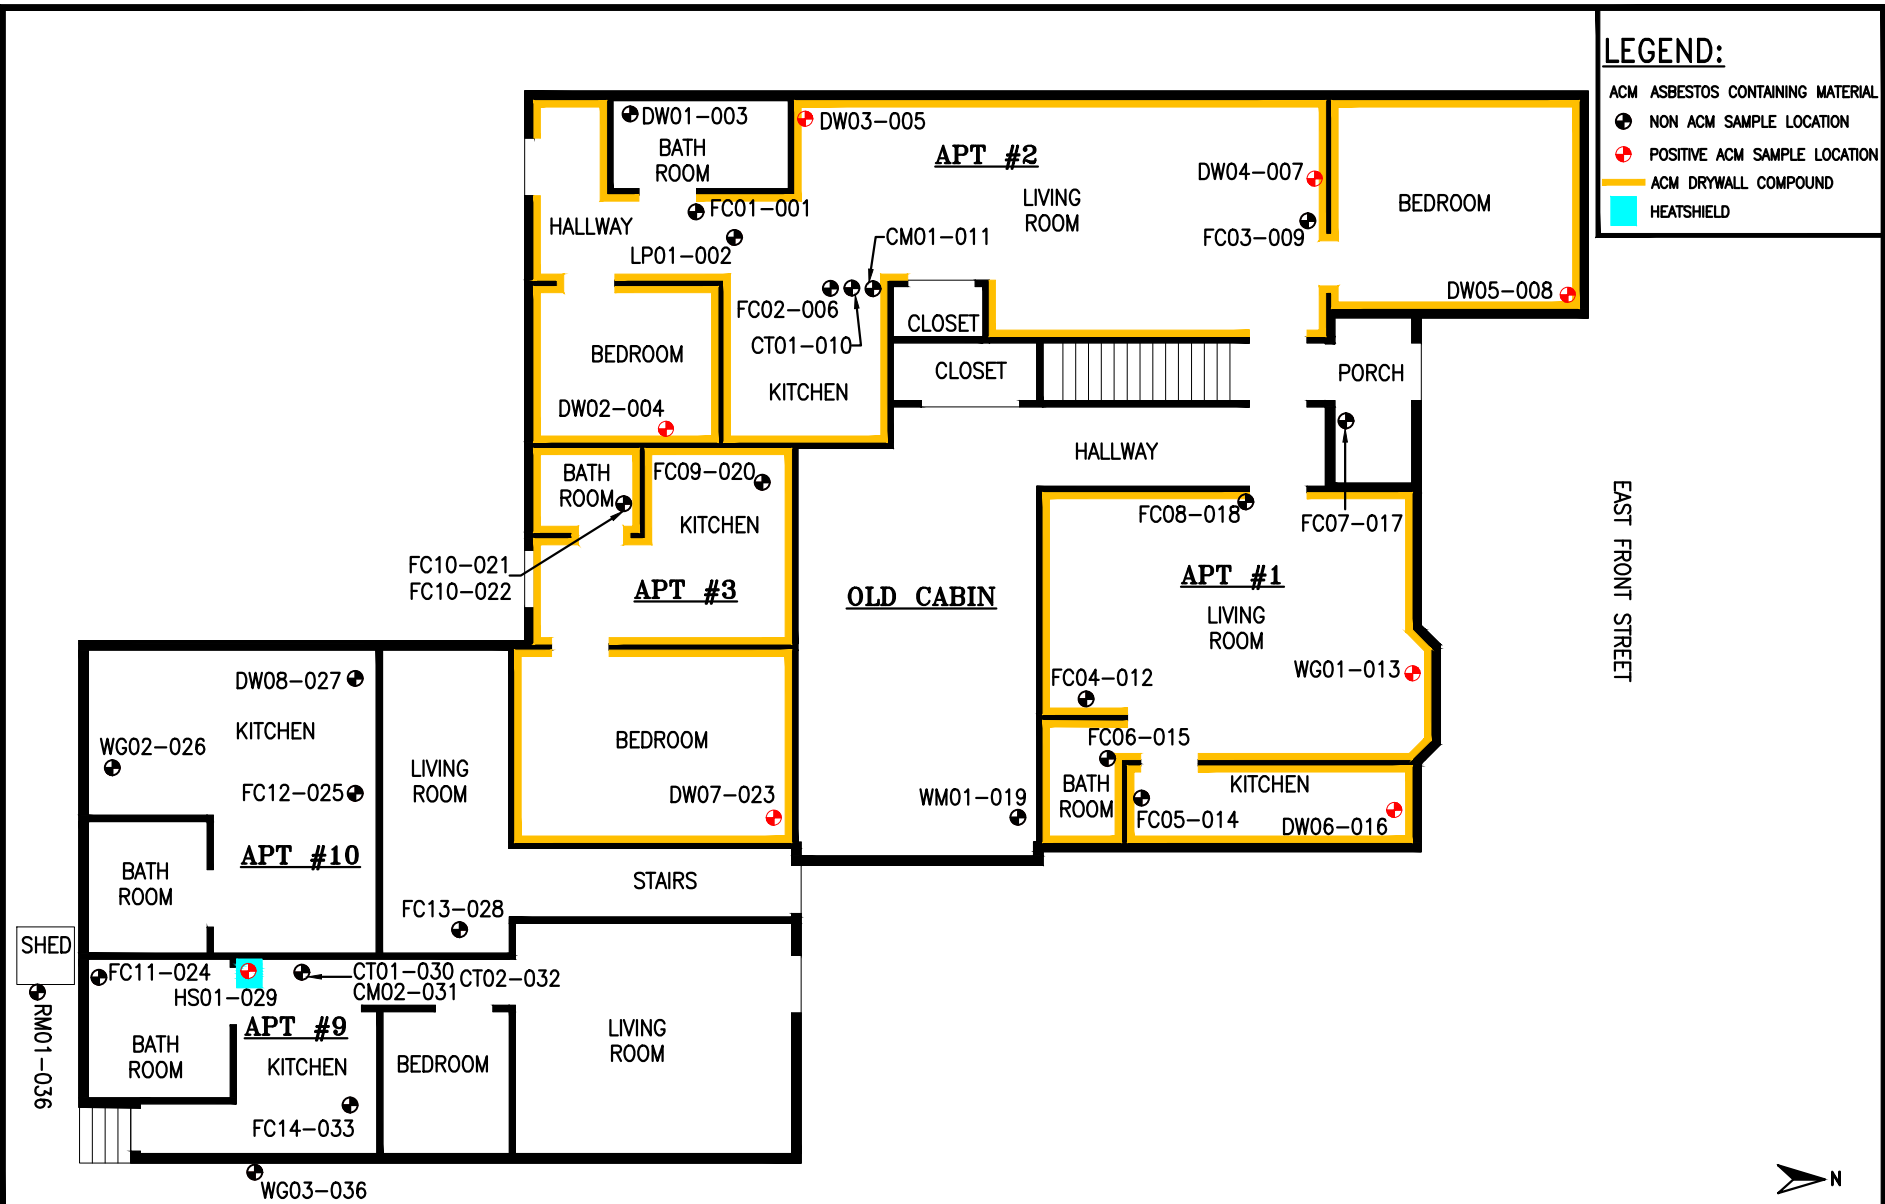 LEGEND:
ACM ASBESTOS CONTAINING MATERIAL
NON ACM SAMPLE LOCATION
POSITIVE ACM SAMPLE LOCATION
ACM DRYWALL COMPOUND
HEATSHIELD
DW01-003
BATH
ROOM
DW03-005
APT #2
DW04-007
LIVING
ROOM
BEDROOM
FC01-001
HALLWAY
LP01-002
CM01-011
FC03-009
FC02-006
CT01-010
DW05-008
CLOSET
BEDROOM
CLOSET
PORCH
KITCHEN
DW02-004
HALLWAY
BATH
ROOM
FC09-020
KITCHEN
FC08-018
FC07-017
EAST FRONT STREET
FC10-021
FC10-022
APT #3
OLD CABIN
APT #1
LIVING
ROOM
WG01-013
FC04-012
DW08-027
KITCHEN
WG02-026
BEDROOM
FC06-015
LIVING
ROOM
FC12-025
DW07-023
WM01-019
BATH
ROOM
KITCHEN
FC05-014
DW06-016
APT #10
BATH
ROOM
STAIRS
FC13-028
SHED
FC11-024
HS01-029
CT01-030
CM02-031
CT02-032
RM01-036
APT #9
BATH
ROOM
KITCHEN
BEDROOM
LIVING
ROOM
FC14-033
WG03-036
N